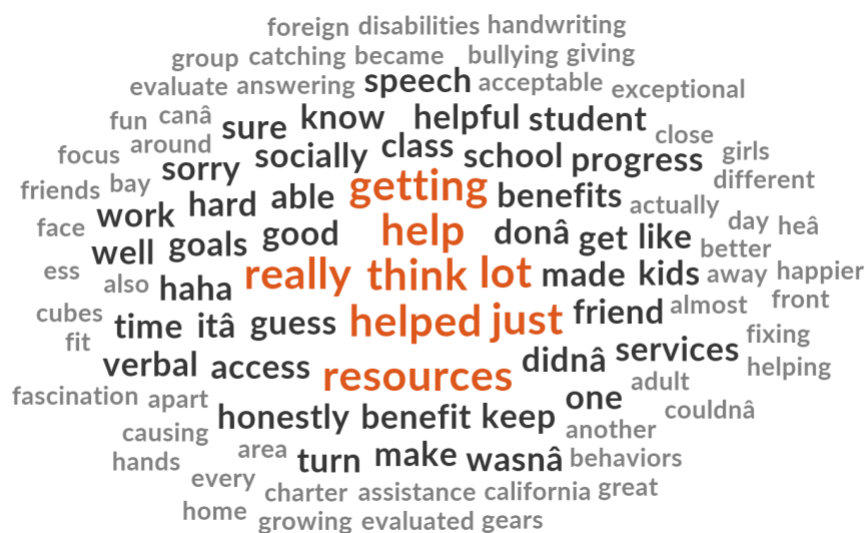 foreign disabilities handwriting
group catching became bullying giving
evaluate answering speech acceptable exceptional
fun canâ sure know helpful student close
focus around sorry socially class school progress girls
friends bay work hard able getting benefits actually different
face well goals good help donâ get like day heâ
ess also haha really think lot made kids better away happier
cubes fit time itâ guess helped just friend almost front
verbal access resources didnâ services fixing helping
fascination apart honestly benefit keep one adult couldnâ
causing hands area turn make wasnâ another behaviors
every charter assistance california great
home growing evaluated gears